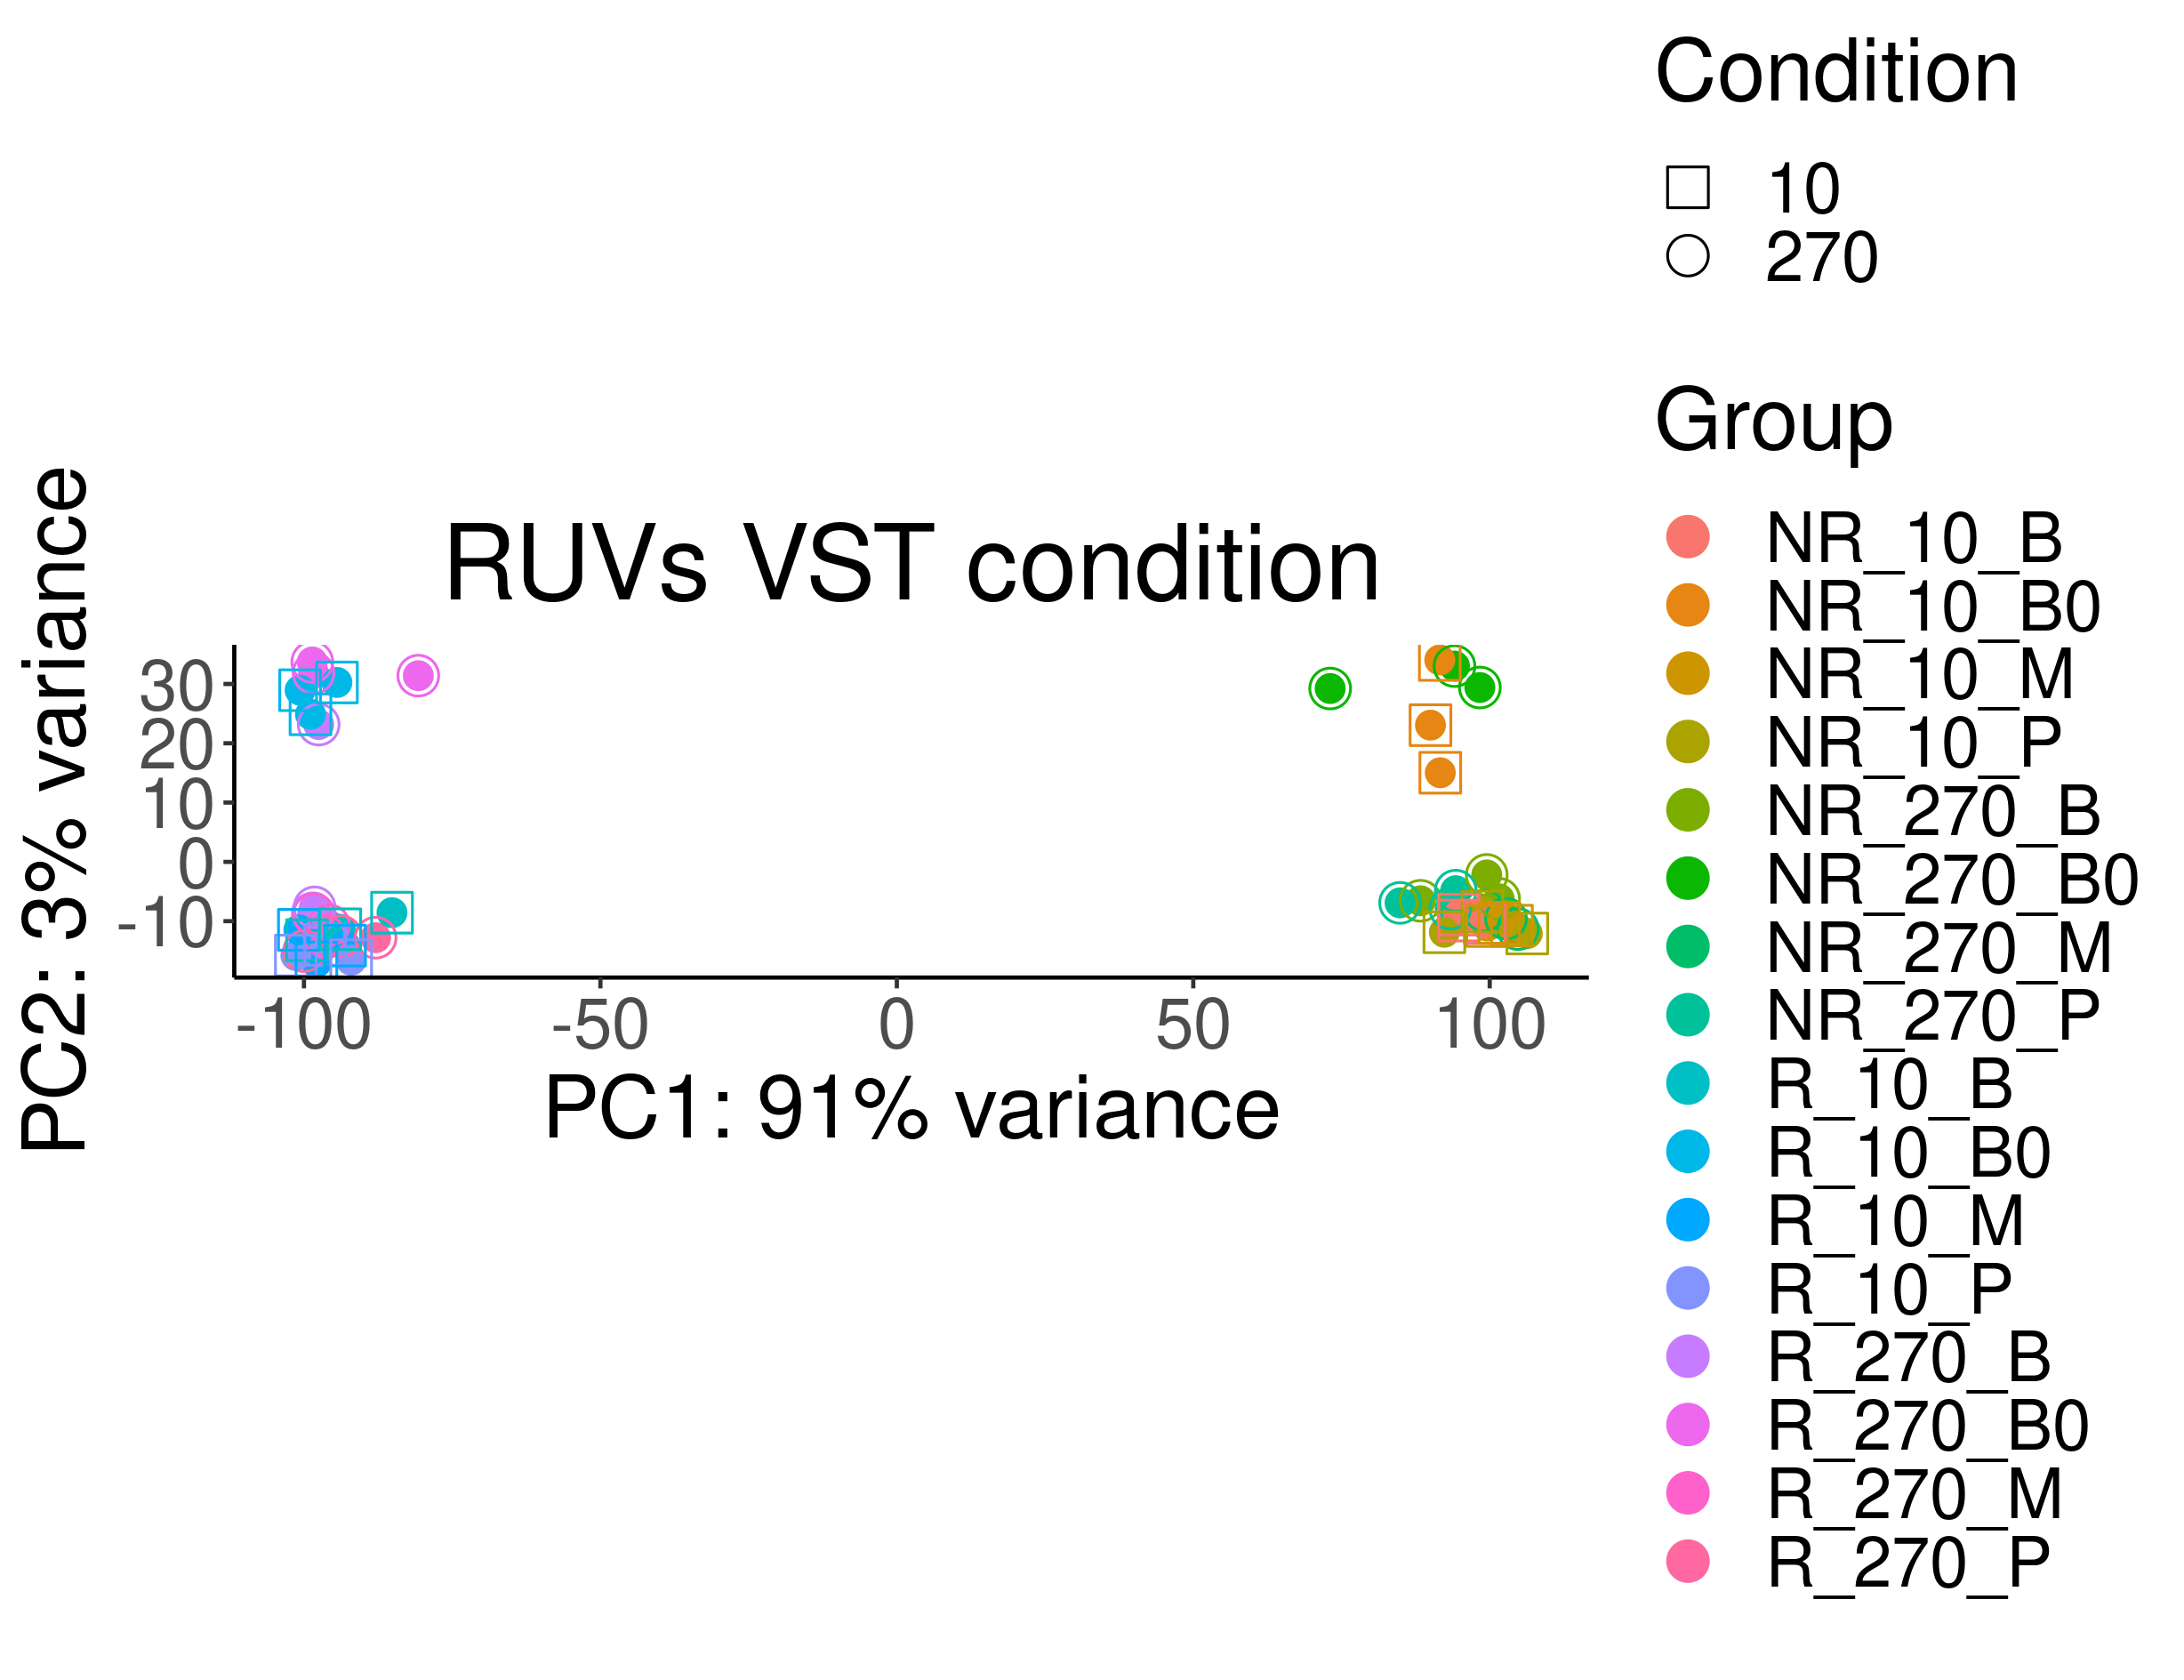 RUVs VST condition
PC2: 3% variance
30
20
10
0
-10
-100
-50
0
50
100
PC1: 91% variance
Condition
10
270
Group
NR_10_B
NR_10_B0
NR_10_M
NR_10_P
NR_270_B
NR_270_B0
NR_270_M
NR_270_P
R_10_B
R_10_B0
R_10_M
R_10_P
R_270_B
R_270_B0
R_270_M
R_270_P